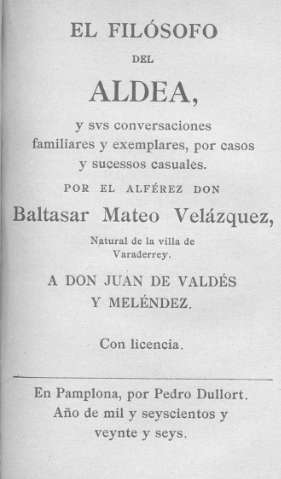 EL FILÓSOFO
DEL
ALDEA,
y svs conversaciones
familiares y exemplares, por casos
y sucessos casuales.
POR EL ALFÉREZ DON
Baltasar Mateo Velázquez,
Natural de la villa de
Varaderrey.
A DON JUAN DE VALDÉS
Y MELÉNDEZ.
Con licencia.
En Pamplona, por Pedro Dullort.
Año de mil y seyscientos y
veynte y seys.